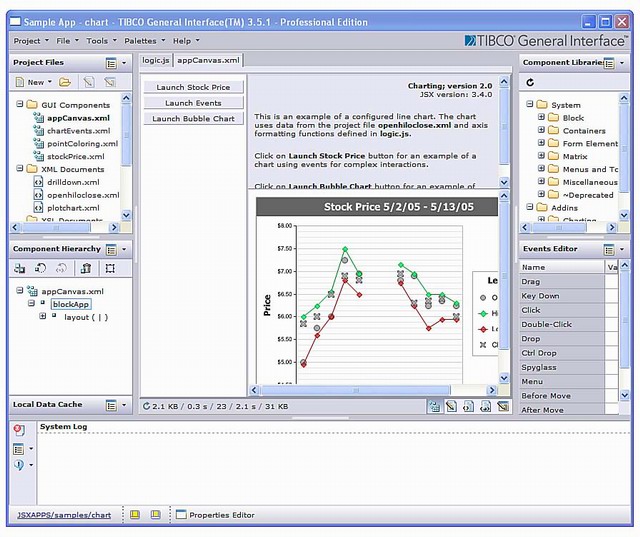 Sample App - chart - TIBCO General Interface(TM) 3.5.1 - Professional Edition
Project File Tools Palettes Help
TIBCO General Interface™
Project Files
New
GUI Components
appCanvas.xml
chartEvents.xml
pointColoring.xml
stockPrice.xml
XML Documents
drilldown.xml
openhiloclose.xml
plotchart.xml
XSL Documents
Component Hierarchy
appCanvas.xml
blockApp
layout { | }
Local Data Cache
logic.js appCanvas.xml
Launch Stock Price
Launch Events
Launch Bubble Chart
Charting; version 2.0
JSX version: 3.4.0
This is an example of a configured line chart. The chart
uses data from the project file openhiloclose.xml and axis
formatting functions defined in logic.js.
Click on Launch Stock Price button for an example of a
chart using events for complex interactions.
Click on Launch Bubble Chart button for an example of
Stock Price 5/2/05 - 5/13/05
$8.00
$7.00
$6.50
$6.00
$5.50
$5.00
Price
Le
O
H
Lo
Cl
2.1 KB / 0.3 s / 23 / 2.1 s / 31 KB
Component Libraries
System
Block
Containers
Form Element
Matrix
Menus and To
Miscellaneous
~Deprecated
Addins
Charting
Events Editor
Name Va
Drag
Key Down
Click
Double-Click
Drop
Ctrl Drop
Spyglass
Menu
Before Move
After Move
System Log
JSXAPPS/samples/chart
Properties Editor